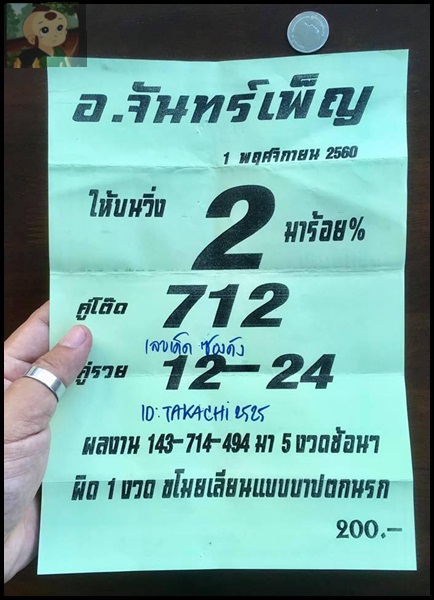 อ.จันทร์เพ็ญ
1 พฤศจิกายน 2560
ให้บนวิ่ง 2 มาร้อย%
คู่โต๊ด 712
เลขเด็ด ซองดัง
คู่รวย 12-24
ID: TAKACHI2525
ผลงาน 143-714-494 มา 5 งวดซ้อนๆ
ผิด 1 งวด ขโมยเลียนแบบบาปตกนรก
200.-